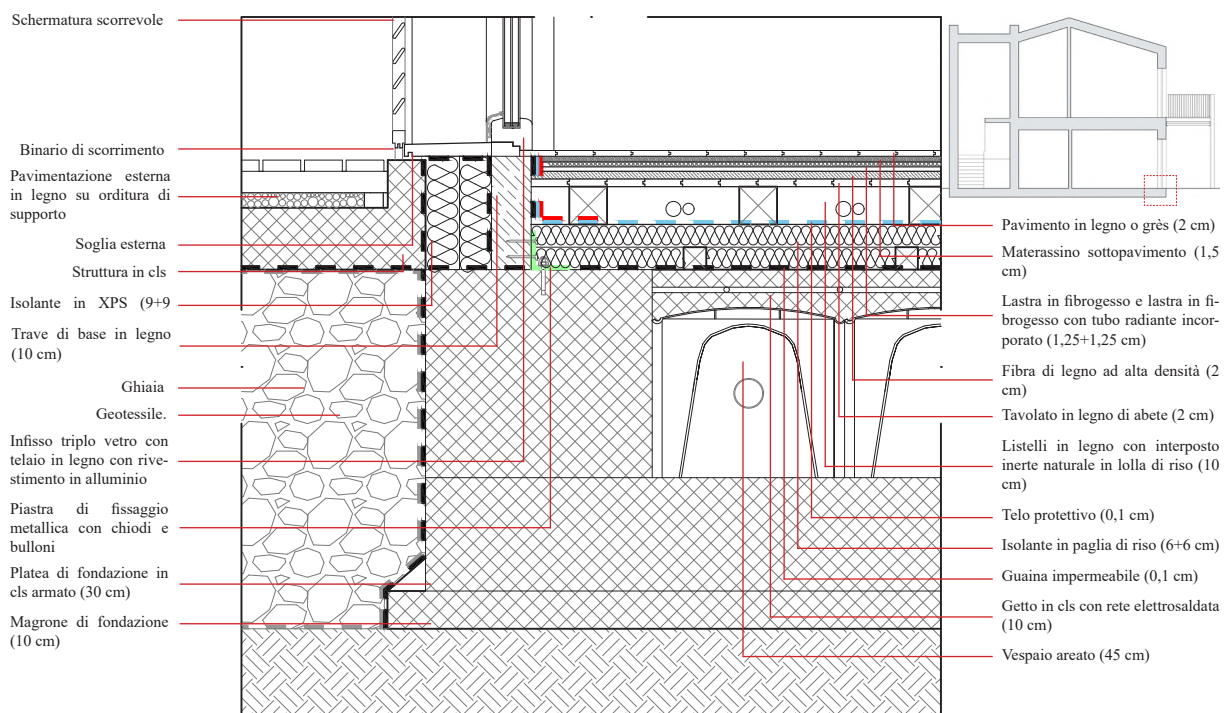 Schermatura scorrevole
Binario di scorrimento
Pavimentazione esterna
in legno su orditura di
supporto
Soglia esterna
Struttura in cls
Isolante in XPS (9+9
Trave di base in legno
(10 cm)
Ghiaia
Geotessile.
Infisso triplo vetro con
telaio in legno con rive-
stimento in alluminio
Piastra di fissaggio
metallica con chiodi e
bulloni
Platea di fondazione in
cls armato (30 cm)
Magrone di fondazione
(10 cm)
Pavimento in legno o grès (2 cm)
Materassino sottopavimento (1,5
cm)
Lastra in fibrogesso e lastra in fi-
brogesso con tubo radiante incor-
porato (1,25+1,25 cm)
Fibra di legno ad alta densità (2
cm)
Tavolato in legno di abete (2 cm)
Listelli in legno con interposto
inerte naturale in lolla di riso (10
cm)
Telo protettivo (0,1 cm)
Isolante in paglia di riso (6+6 cm)
Guaina impermeabile (0,1 cm)
Getto in cls con rete elettrosaldata
(10 cm)
Vespaio areato (45 cm)